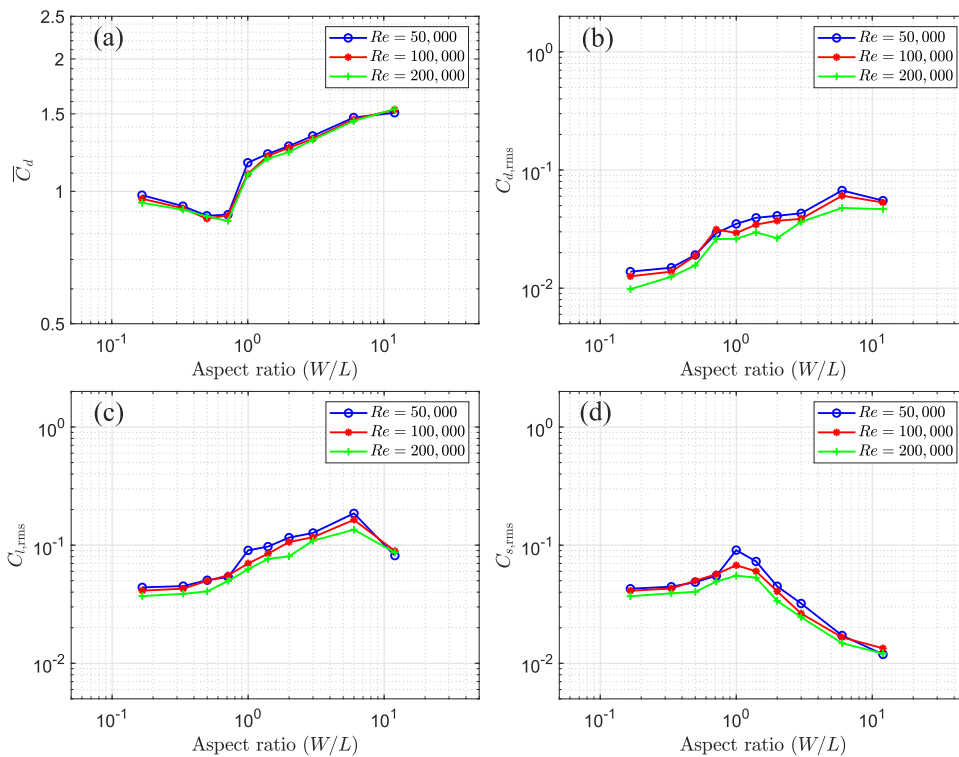 (a)
Re = 50,000
Re = 100,000
Re = 200,000
2.5
2
1.5
1
0.5
C̅_d
10^-1
10^0
10^1
Aspect ratio (W/L)
(b)
Re = 50,000
Re = 100,000
Re = 200,000
10^0
10^-1
10^-2
C_d,rms
10^-1
10^0
10^1
Aspect ratio (W/L)
(c)
Re = 50,000
Re = 100,000
Re = 200,000
10^0
10^-1
10^-2
C_l,rms
10^-1
10^0
10^1
Aspect ratio (W/L)
(d)
Re = 50,000
Re = 100,000
Re = 200,000
10^0
10^-1
10^-2
C_s,rms
10^-1
10^0
10^1
Aspect ratio (W/L)